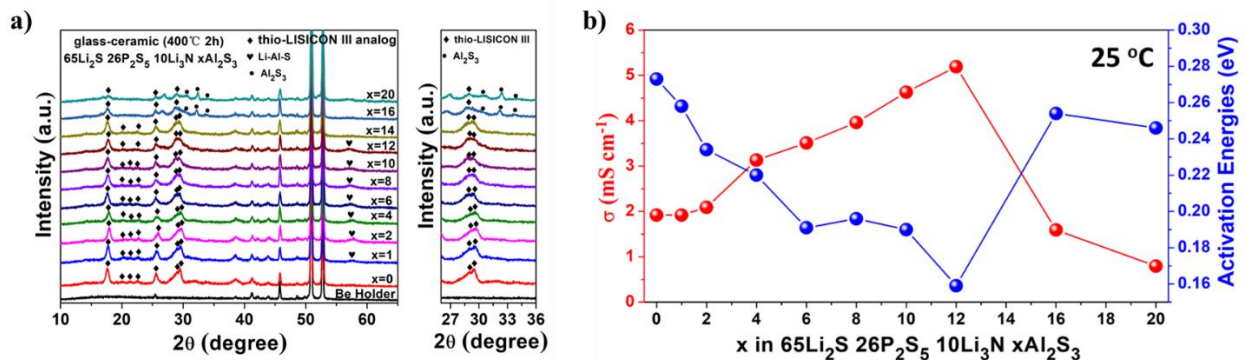 a)
Intensity (a.u.)
glass-ceramic (400℃ 2h)
65Li2S 26P2S5 10Li3N xAl2S3
♦ thio-LISICON III analog
♥ Li-Al-S
• Al2S3
x=20
x=16
x=14
x=12
x=10
x=8
x=6
x=4
x=2
x=1
x=0
Be Holder
10 20 30 40 50 60
2θ (degree)
Intensity (a.u.)
♦ thio-LISICON III
• Al2S3
27 30 33 36
2θ (degree)
b)
σ (mS cm⁻¹)
6
5
4
3
2
1
0
25 °C
0.30
0.28
0.26
0.24
0.22
0.20
0.18
0.16
Activation Energies (eV)
0 2 4 6 8 10 12 14 16 18 20
x in 65Li2S 26P2S5 10Li3N xAl2S3